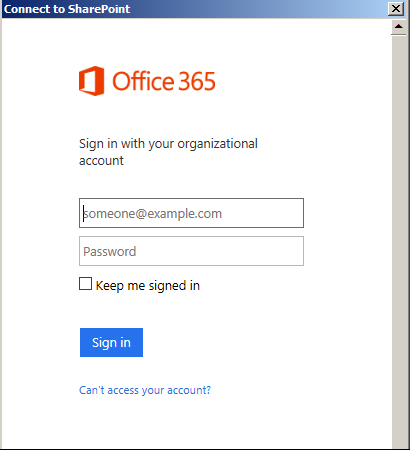 Connect to SharePoint
Office 365
Sign in with your organizational
account
someone@example.com
Password
Keep me signed in
Sign in
Can't access your account?